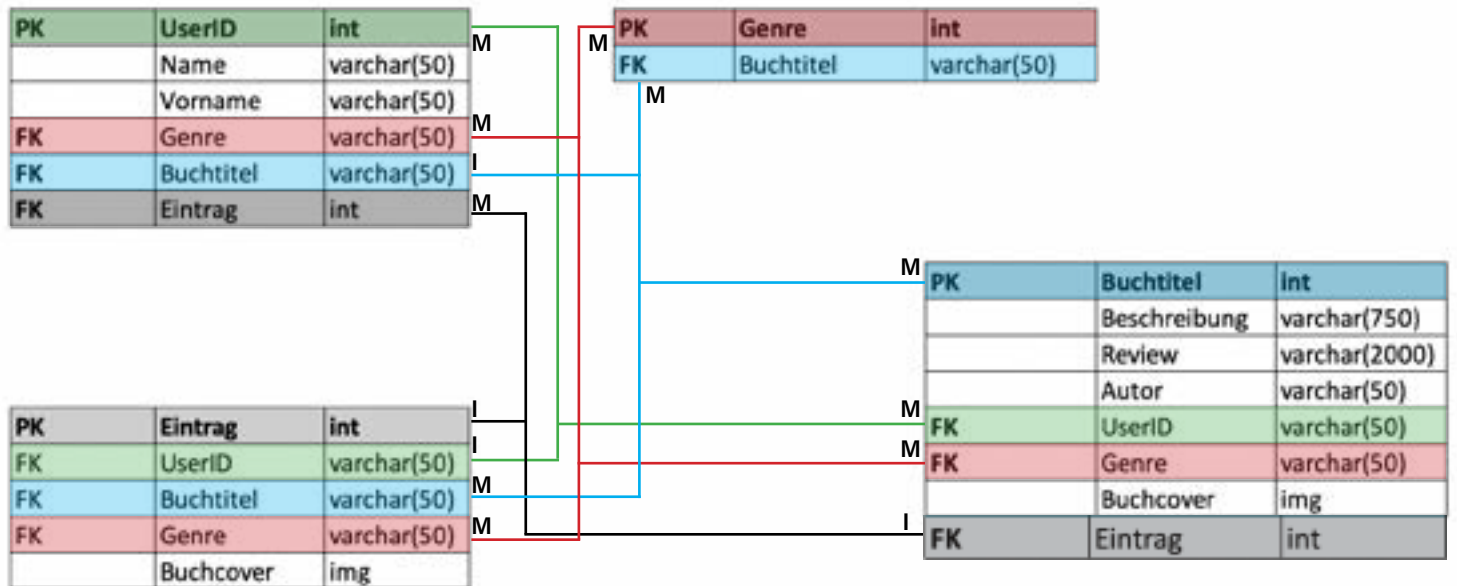 PK UserID int
Name varchar(50)
Vorname varchar(50)
FK Genre varchar(50)
FK Buchtitel varchar(50)
FK Eintrag int
M
M
I
M
PK Genre int
FK Buchtitel varchar(50)
M
M
PK Buchtitel int
Beschreibung varchar(750)
Review varchar(2000)
Autor varchar(50)
FK UserID varchar(50)
FK Genre varchar(50)
Buchcover img
FK Eintrag int
M
M
M
I
PK Eintrag int
FK UserID varchar(50)
FK Buchtitel varchar(50)
FK Genre varchar(50)
Buchcover img
I
I
M
M